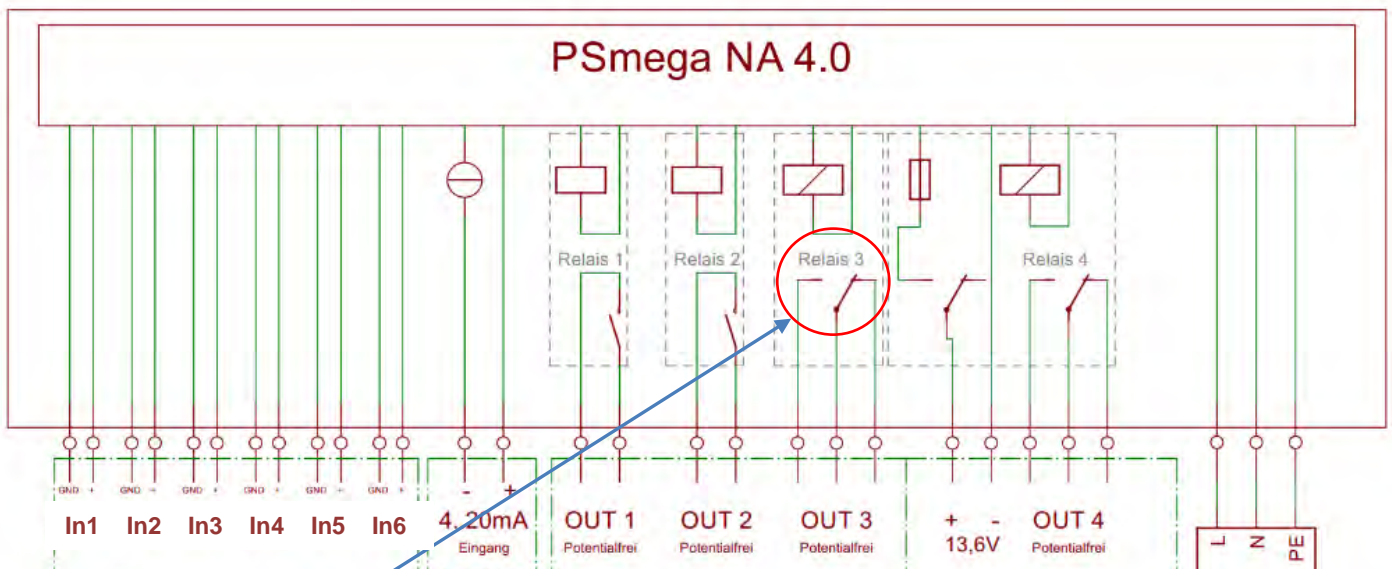 PSmega NA 4.0
Relais 1
Relais 2
Relais 3
Relais 4
GND + GND + GND + GND + GND + GND +
In1 In2 In3 In4 In5 In6
- +
4..20mA
Eingang
OUT 1
Potentialfrei
OUT 2
Potentialfrei
OUT 3
Potentialfrei
+ -
13,6V
OUT 4
Potentialfrei
L
N
PE